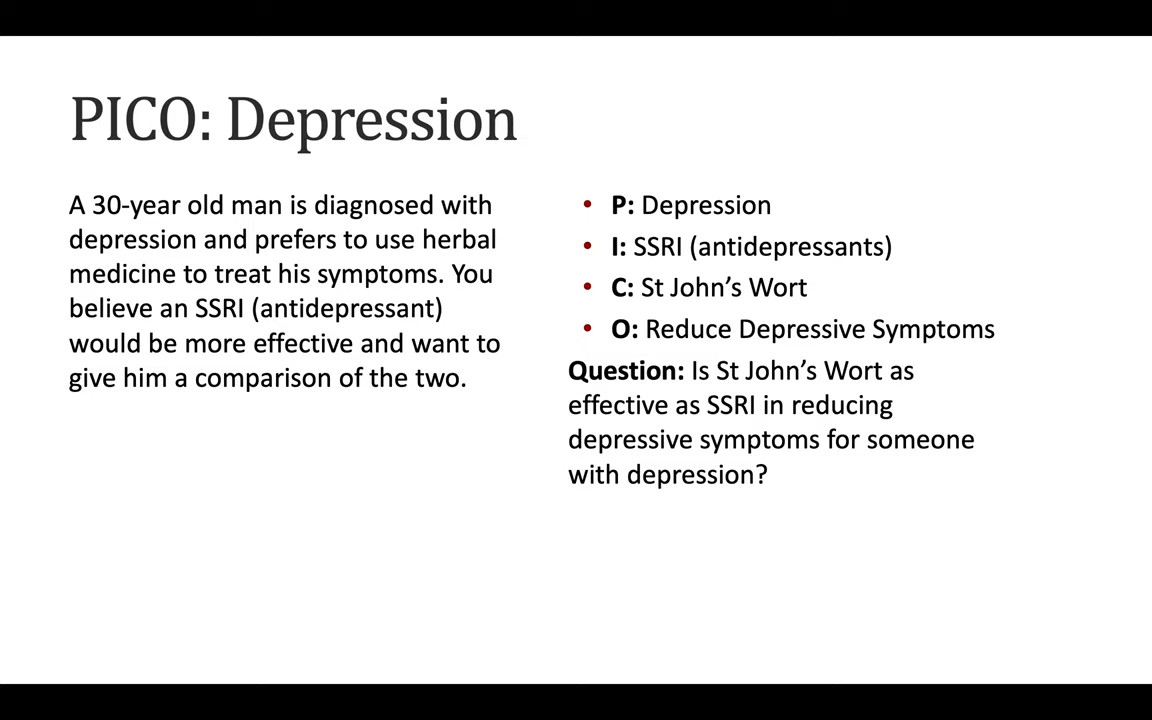 PICO: Depression
A 30-year old man is diagnosed with
depression and prefers to use herbal
medicine to treat his symptoms. You
believe an SSRI (antidepressant)
would be more effective and want to
give him a comparison of the two.
• P: Depression
• I: SSRI (antidepressants)
• C: St John’s Wort
• O: Reduce Depressive Symptoms
Question: Is St John’s Wort as
effective as SSRI in reducing
depressive symptoms for someone
with depression?